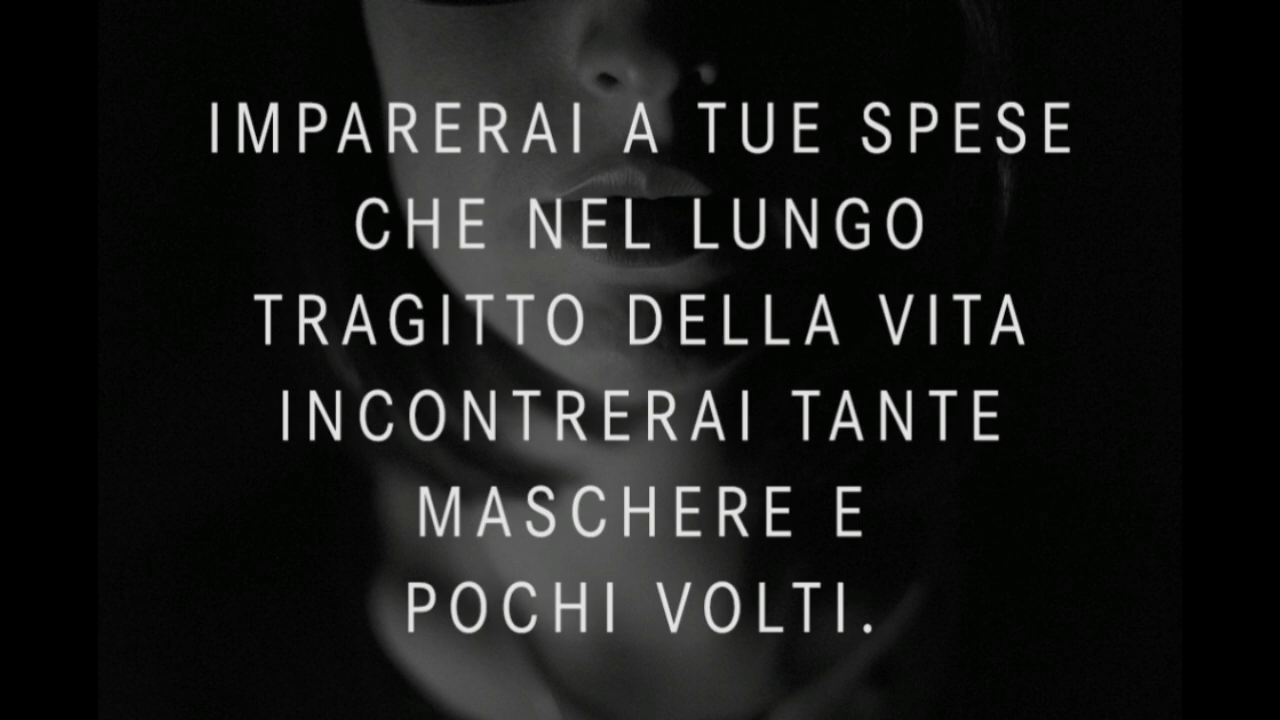 IMPARERAI A TUE SPESE
CHE NEL LUNGO
TRAGITTO DELLA VITA
INCONTRERAI TANTE
MASCHERE E
POCHI VOLTI.